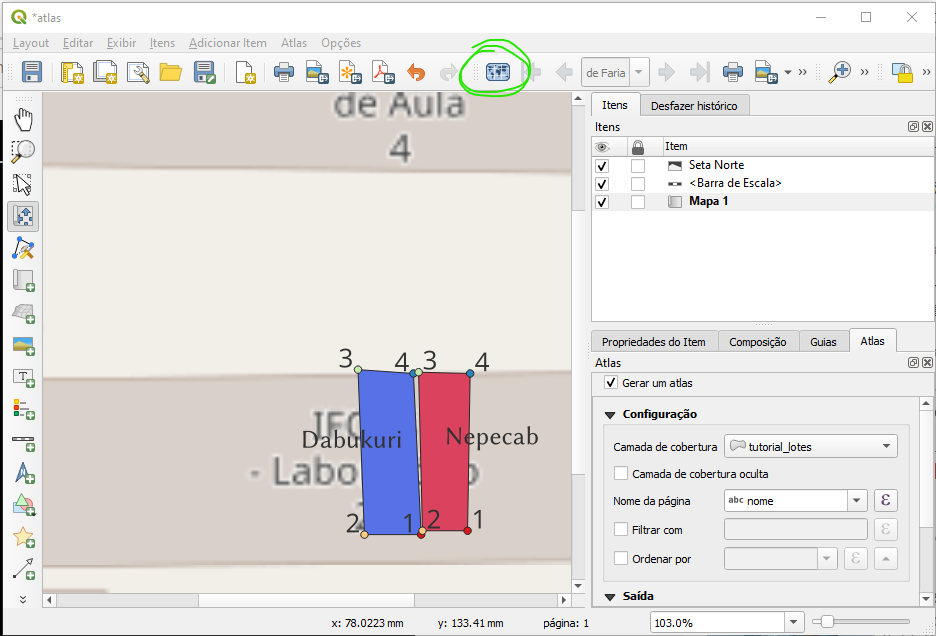 *atlas
Layout Editar Exibir Itens Adicionar Item Atlas Opções
de Faria
Itens Desfazer histórico
Itens
Item
Seta Norte
<Barra de Escala>
Mapa 1
de Aula
4
3 4 3 4
Dabukuri Nepecab
- Labo
2 1 2 1
Propriedades do Item Composição Guias Atlas
Atlas
Gerar um atlas
Configuração
Camada de cobertura tutorial_lotes
Camada de cobertura oculta
Nome da página abc nome ε
Filtrar com ε
Ordenar por ε
Saída
x: 78.0223 mm y: 133.41 mm página: 1 103.0%